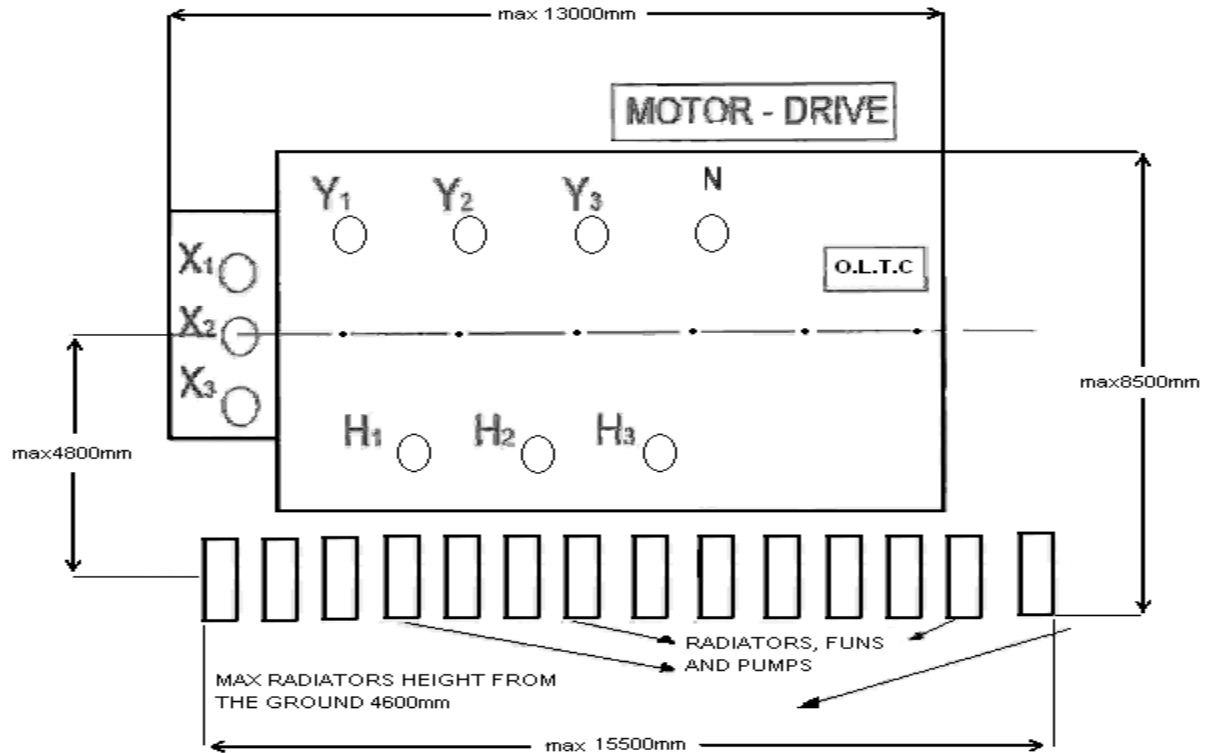 max 13000mm
MOTOR - DRIVE
Y1 Y2 Y3 N
X1
O.L.T.C
X2
X3
max8500mm
H1 H2 H3
max4800mm
RADIATORS, FUNS
AND PUMPS
MAX RADIATORS HEIGHT FROM
THE GROUND 4600mm
max 15500mm